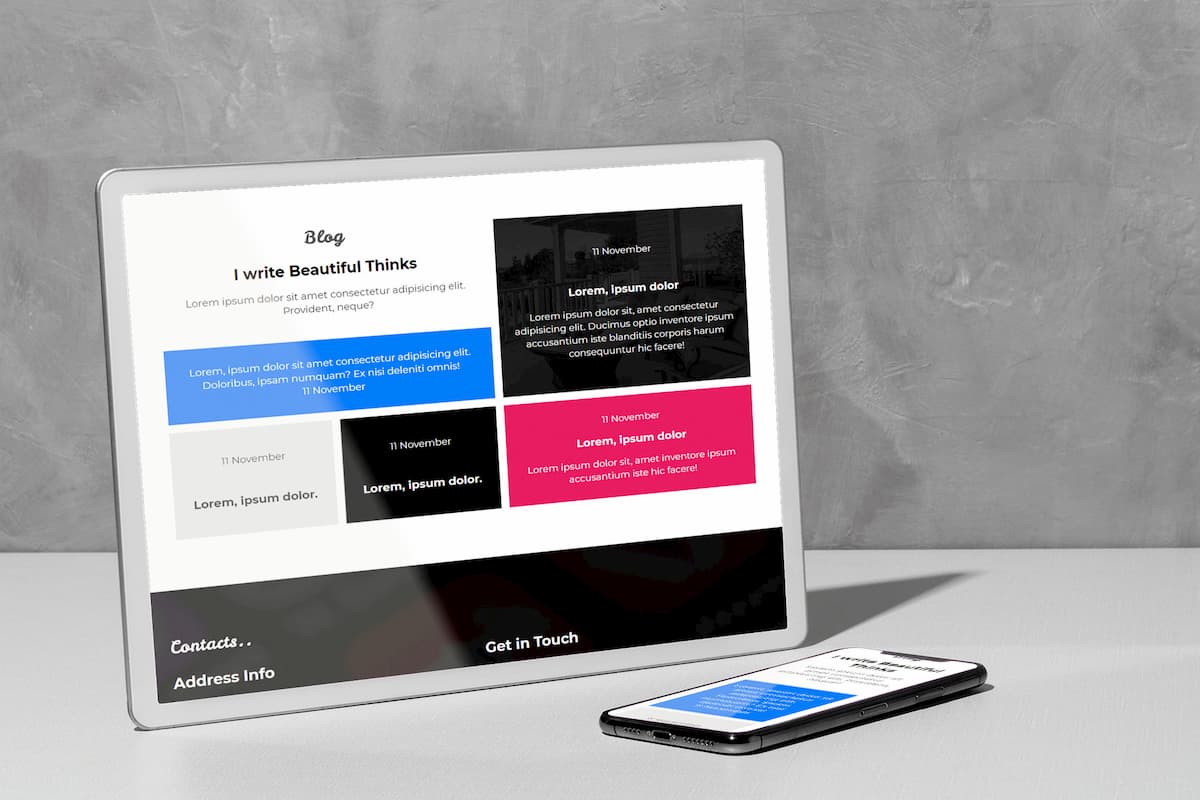 Blog
I write Beautiful Thinks
Lorem ipsum dolor sit amet consectetur adipisicing elit.
Provident, neque?
Lorem, ipsum dolor sit amet consectetur adipisicing elit.
Doloribus, ipsam numquam? Ex nisi deleniti omnis!
11 November
11 November
Lorem, ipsum dolor.
11 November
Lorem, ipsum dolor.
11 November
Lorem, ipsum dolor
Lorem ipsum dolor sit, amet consectetur
adipisicing elit. Ducimus optio inventore ipsum
accusantium iste blanditiis corporis harum
consequuntur hic facere!
11 November
Lorem, ipsum dolor
Lorem ipsum dolor sit, amet inventore ipsum
accusantium iste hic facere!
Contacts..
Address Info
Get in Touch
I write Beautiful
Thinks